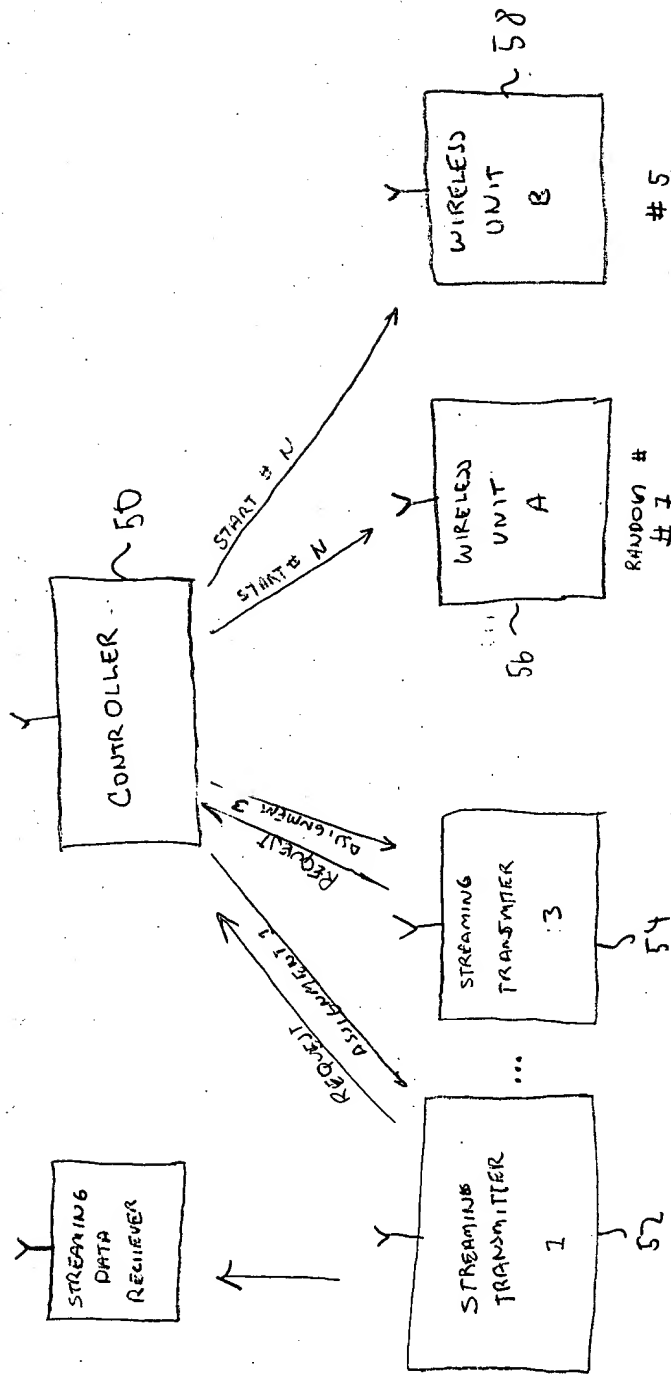 STREAMING
DATA
RECIEVER
CONTROLLER
50
REQUEST
ASSIGNMENT 1
REQUEST
ASSIGNMENT 3
START # N
START # N
STREAMING
TRANSMITTER
1
52
...
STREAMING
TRANSMITTER
3
54
WIRELESS
UNIT
A
56
RANDOM #
#
WIRELESS
UNIT
B
58
# 5